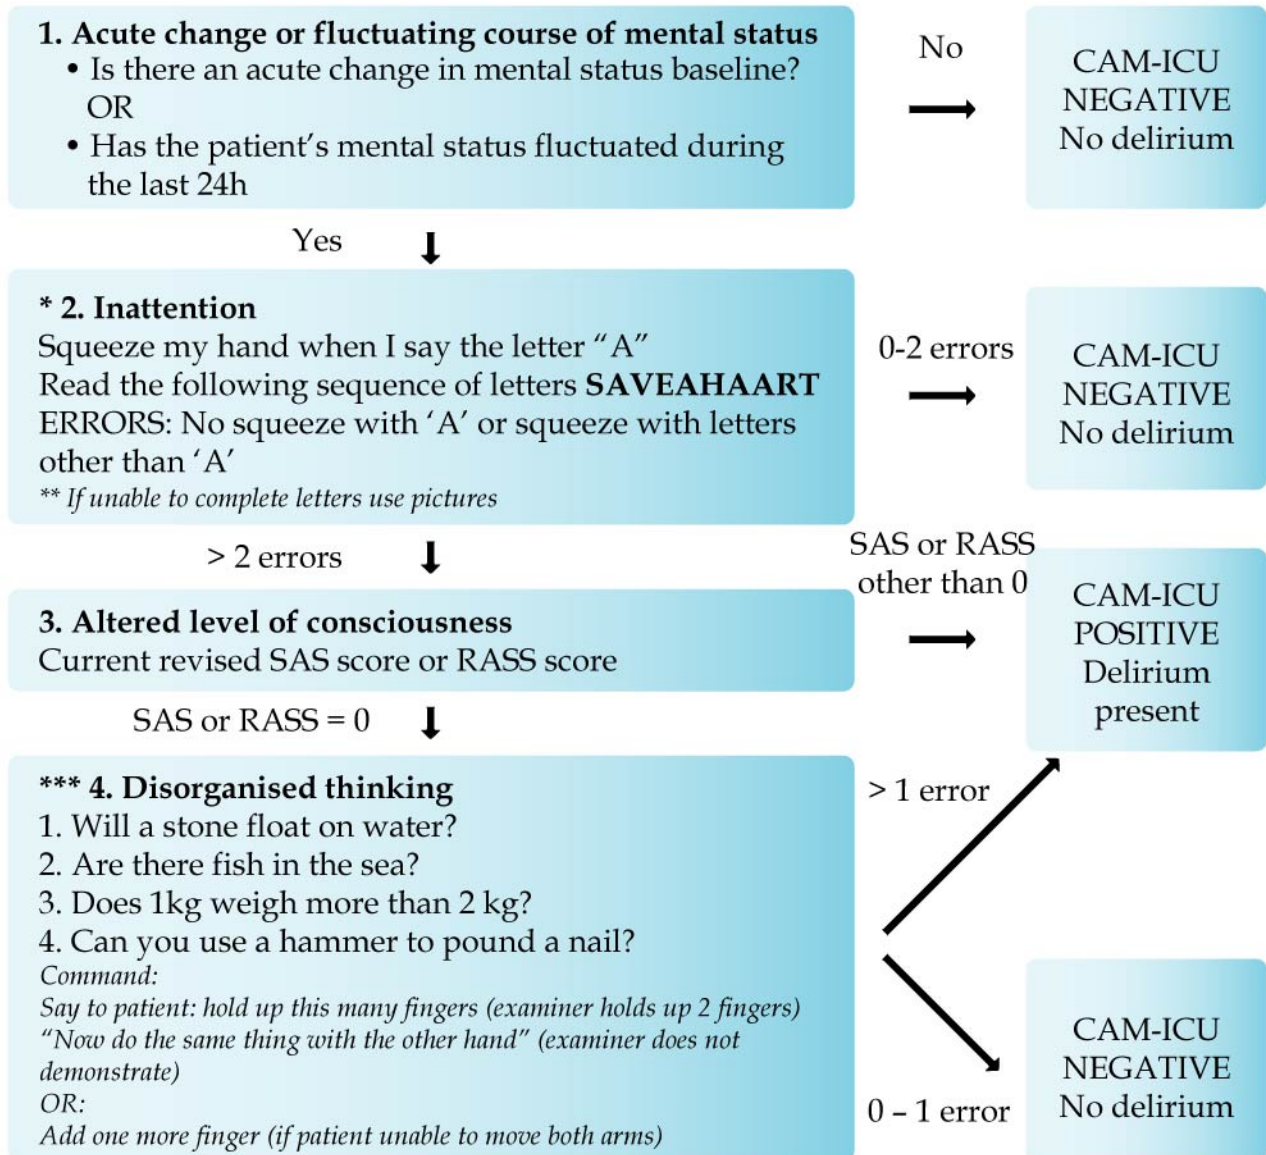 1. Acute change or fluctuating course of mental status
• Is there an acute change in mental status baseline?
OR
• Has the patient's mental status fluctuated during
the last 24h
No
CAM-ICU
NEGATIVE
No delirium
Yes
* 2. Inattention
Squeeze my hand when I say the letter “A”
Read the following sequence of letters SAVEAHAART
ERRORS: No squeeze with ‘A’ or squeeze with letters
other than ‘A’
** If unable to complete letters use pictures
0-2 errors
CAM-ICU
NEGATIVE
No delirium
> 2 errors
3. Altered level of consciousness
Current revised SAS score or RASS score
SAS or RASS
other than 0
CAM-ICU
POSITIVE
Delirium
present
SAS or RASS = 0
*** 4. Disorganised thinking
1. Will a stone float on water?
2. Are there fish in the sea?
3. Does 1kg weigh more than 2 kg?
4. Can you use a hammer to pound a nail?
Command:
Say to patient: hold up this many fingers (examiner holds up 2 fingers)
“Now do the same thing with the other hand” (examiner does not
demonstrate)
OR:
Add one more finger (if patient unable to move both arms)
> 1 error
0 – 1 error
CAM-ICU
NEGATIVE
No delirium